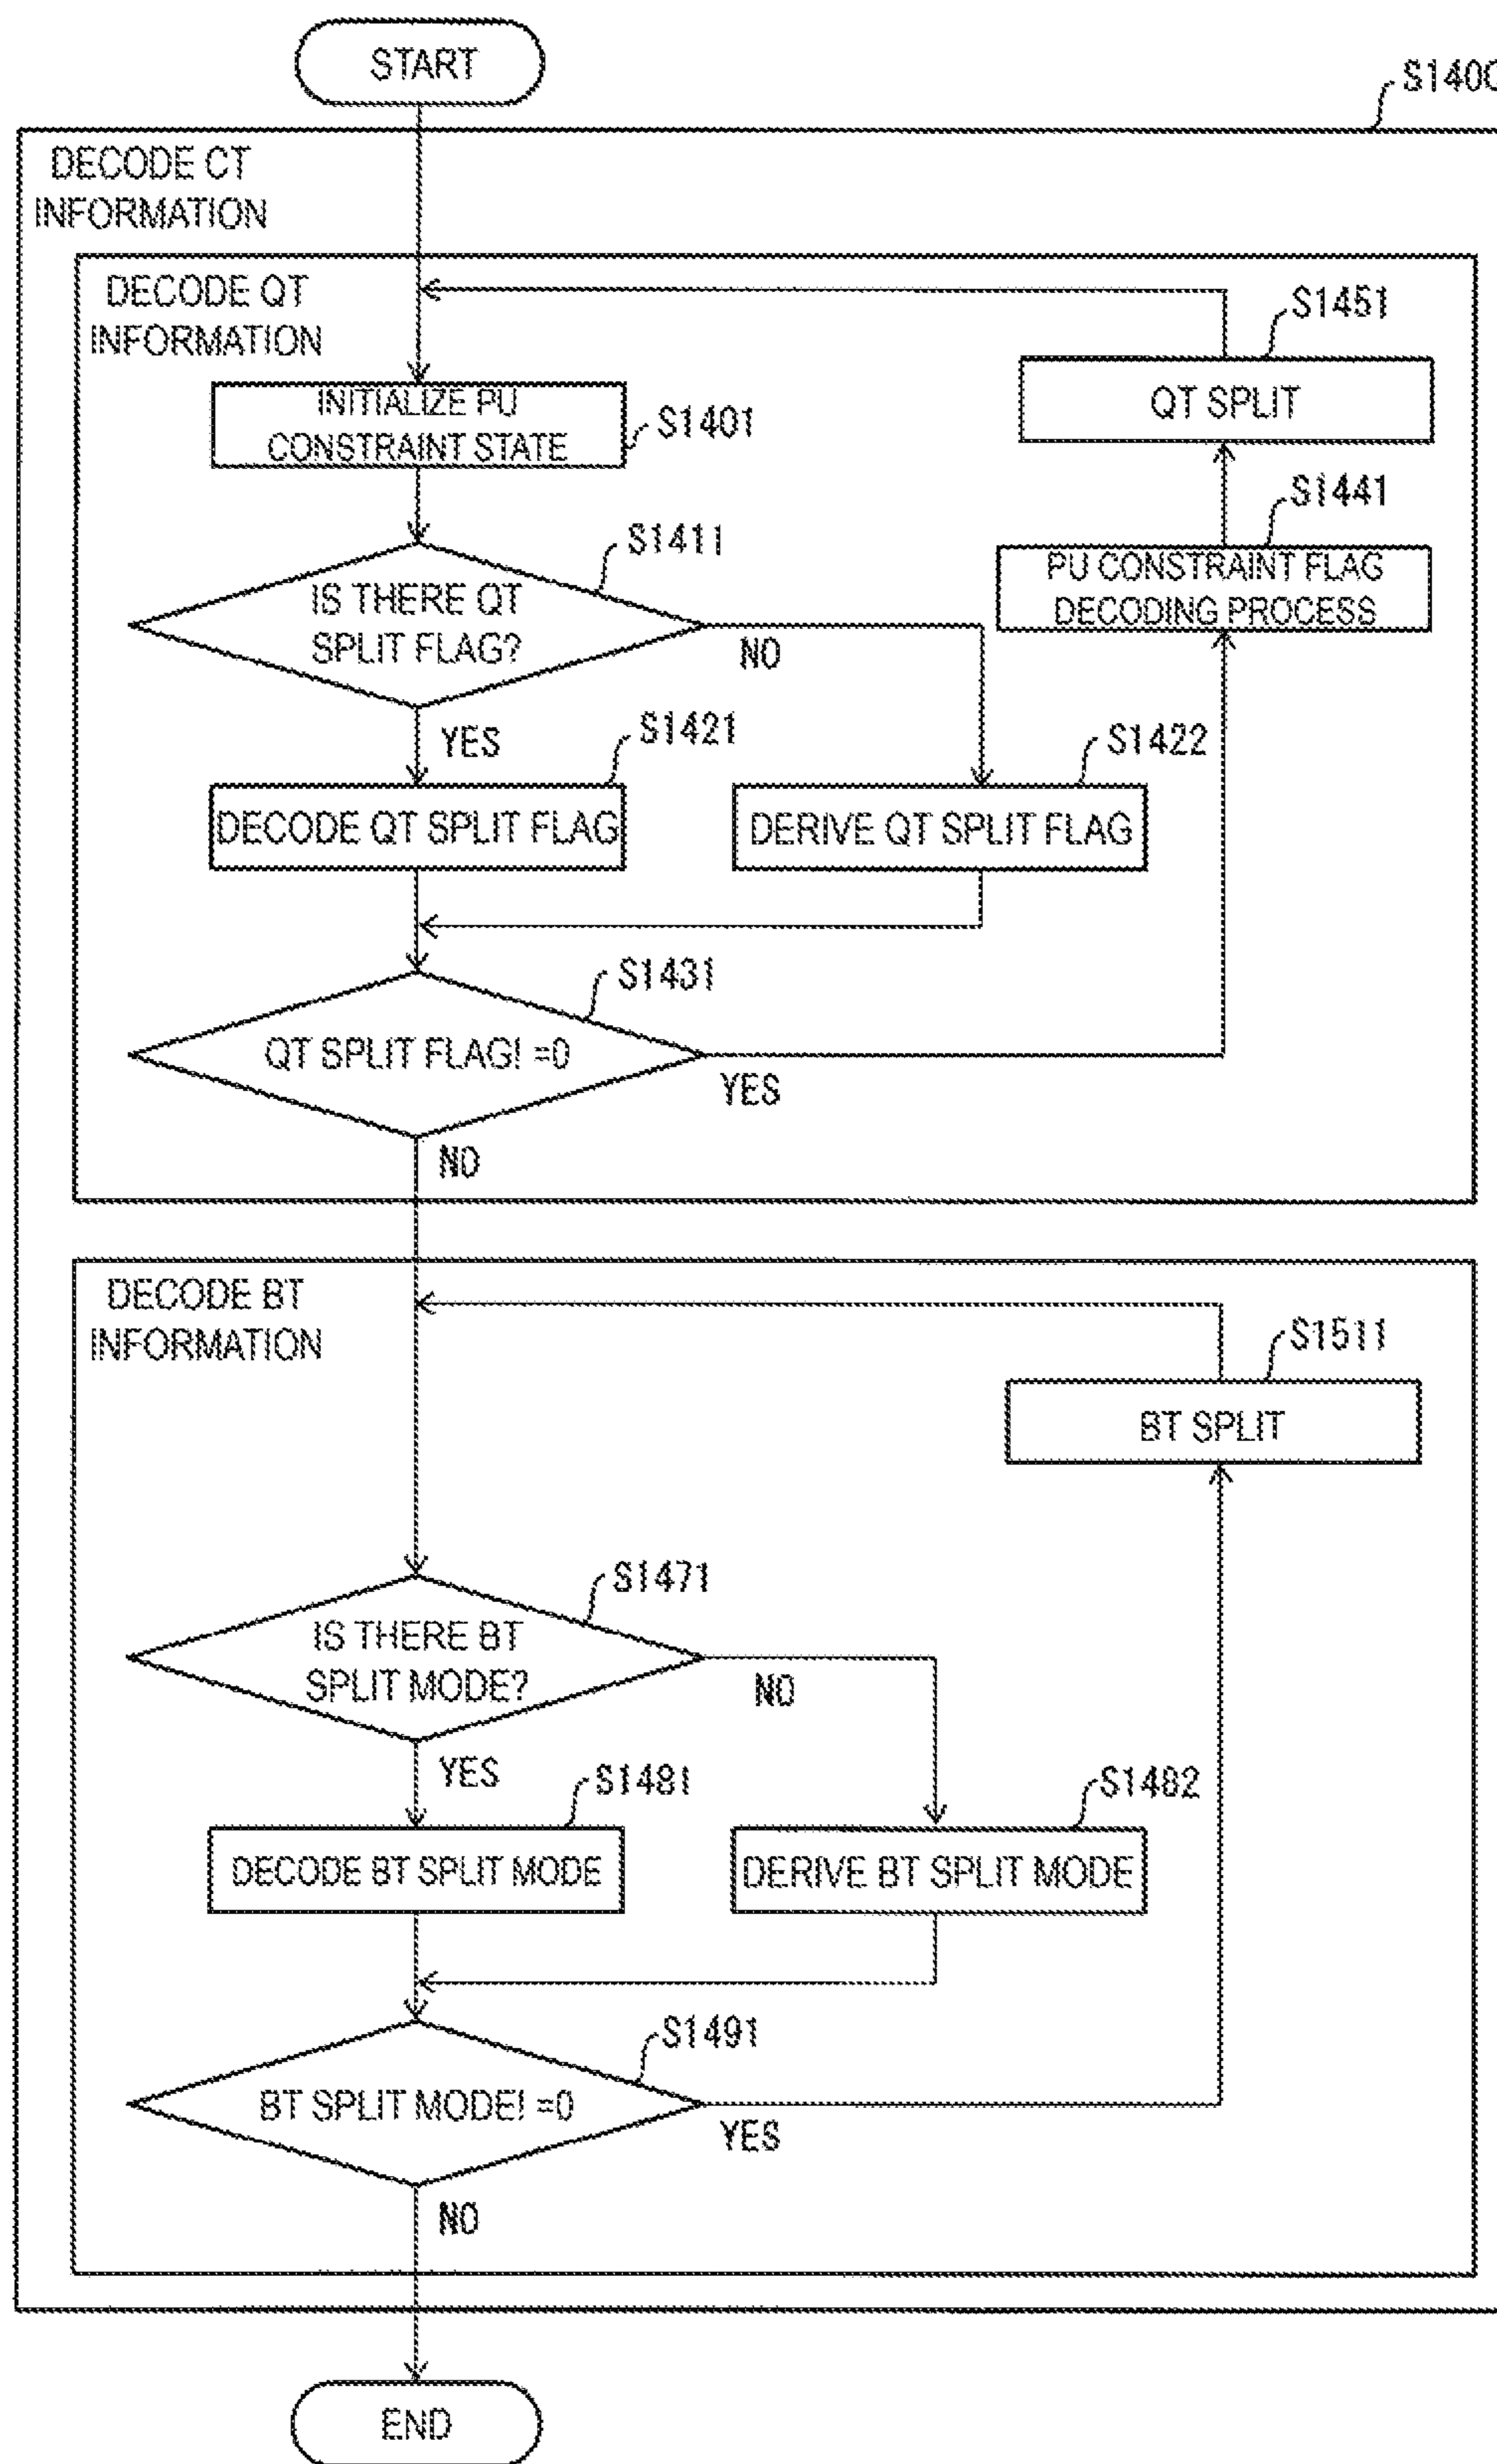 START
S1400
DECODE CT
INFORMATION
DECODE QT
INFORMATION
S1451
QT SPLIT
INITIALIZE PU
CONSTRAINT STATE
S1401
S1441
PU CONSTRAINT FLAG
DECODING PROCESS
S1411
IS THERE QT
SPLIT FLAG?
NO
YES
S1421
S1422
DECODE QT SPLIT FLAG
DERIVE QT SPLIT FLAG
S1431
QT SPLIT FLAG! =0
YES
NO
DECODE BT
INFORMATION
S1511
BT SPLIT
S1471
IS THERE BT
SPLIT MODE?
NO
YES
S1481
S1482
DECODE BT SPLIT MODE
DERIVE BT SPLIT MODE
S1491
BT SPLIT MODE! =0
YES
NO
END